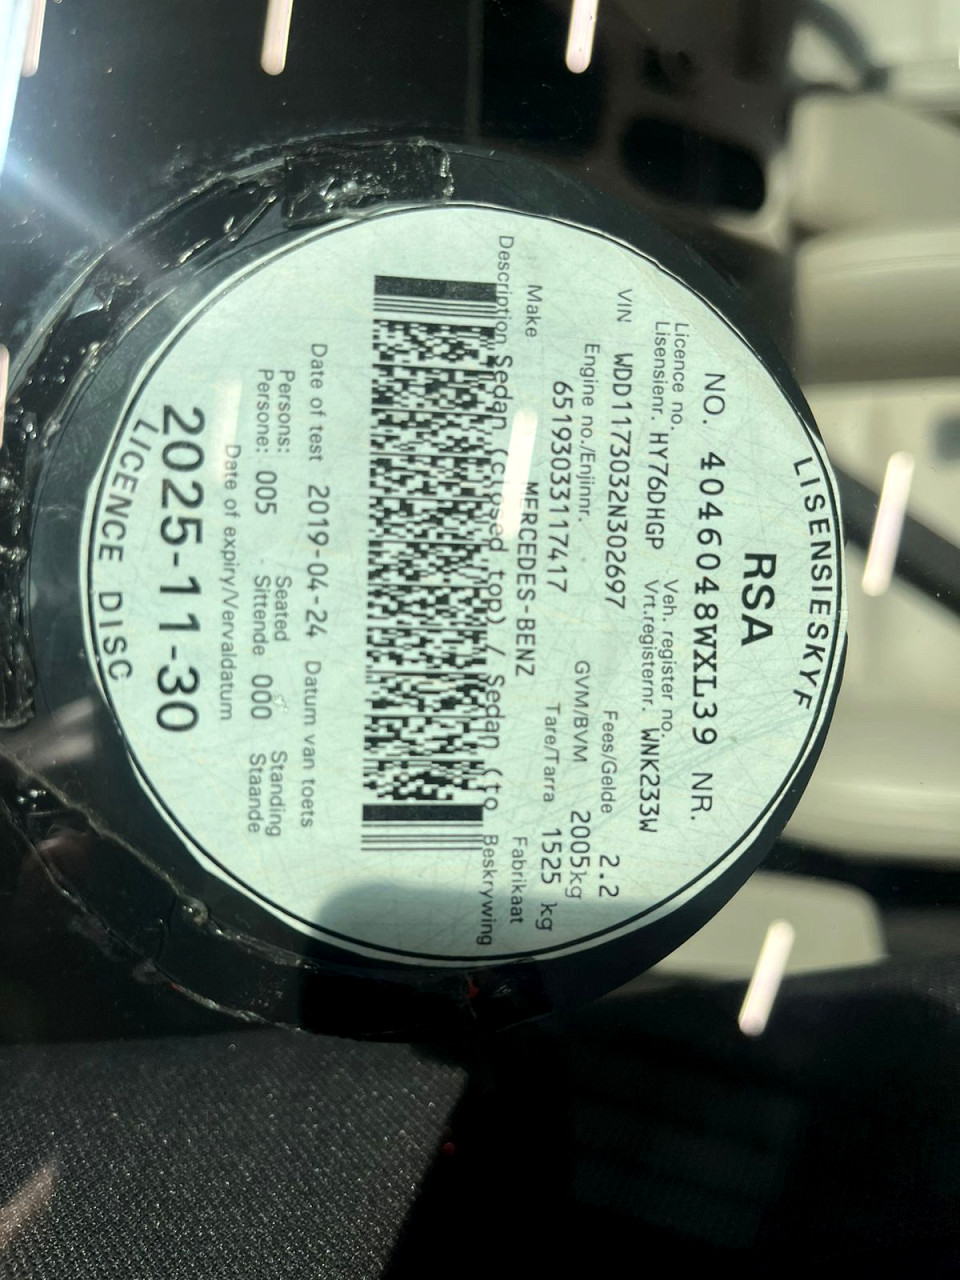 LISENSIESKYF
RSA
NO. 4046048WXL39 NR.
Licence no. Veh. register no.
Lisensienr. HY76DHGP Vrt.registernr. WNK233W
VIN WDD1173032N302697 Fees/Gelde 2.2
Engine no./Enjinnr. GVM/BVM 2005kg
65193033117417 Tare/Tarra 1525 kg
Make MERCEDES-BENZ Fabrikaat
Description Sedan (closed top) / Sedan (to Beskrywing
Date of test 2019-04-24 Datum van toets
Persons: Seated Standing
Persone: 005 Sittende 000 Staande
Date of expiry/Vervaldatum
2025-11-30
LICENCE DISC